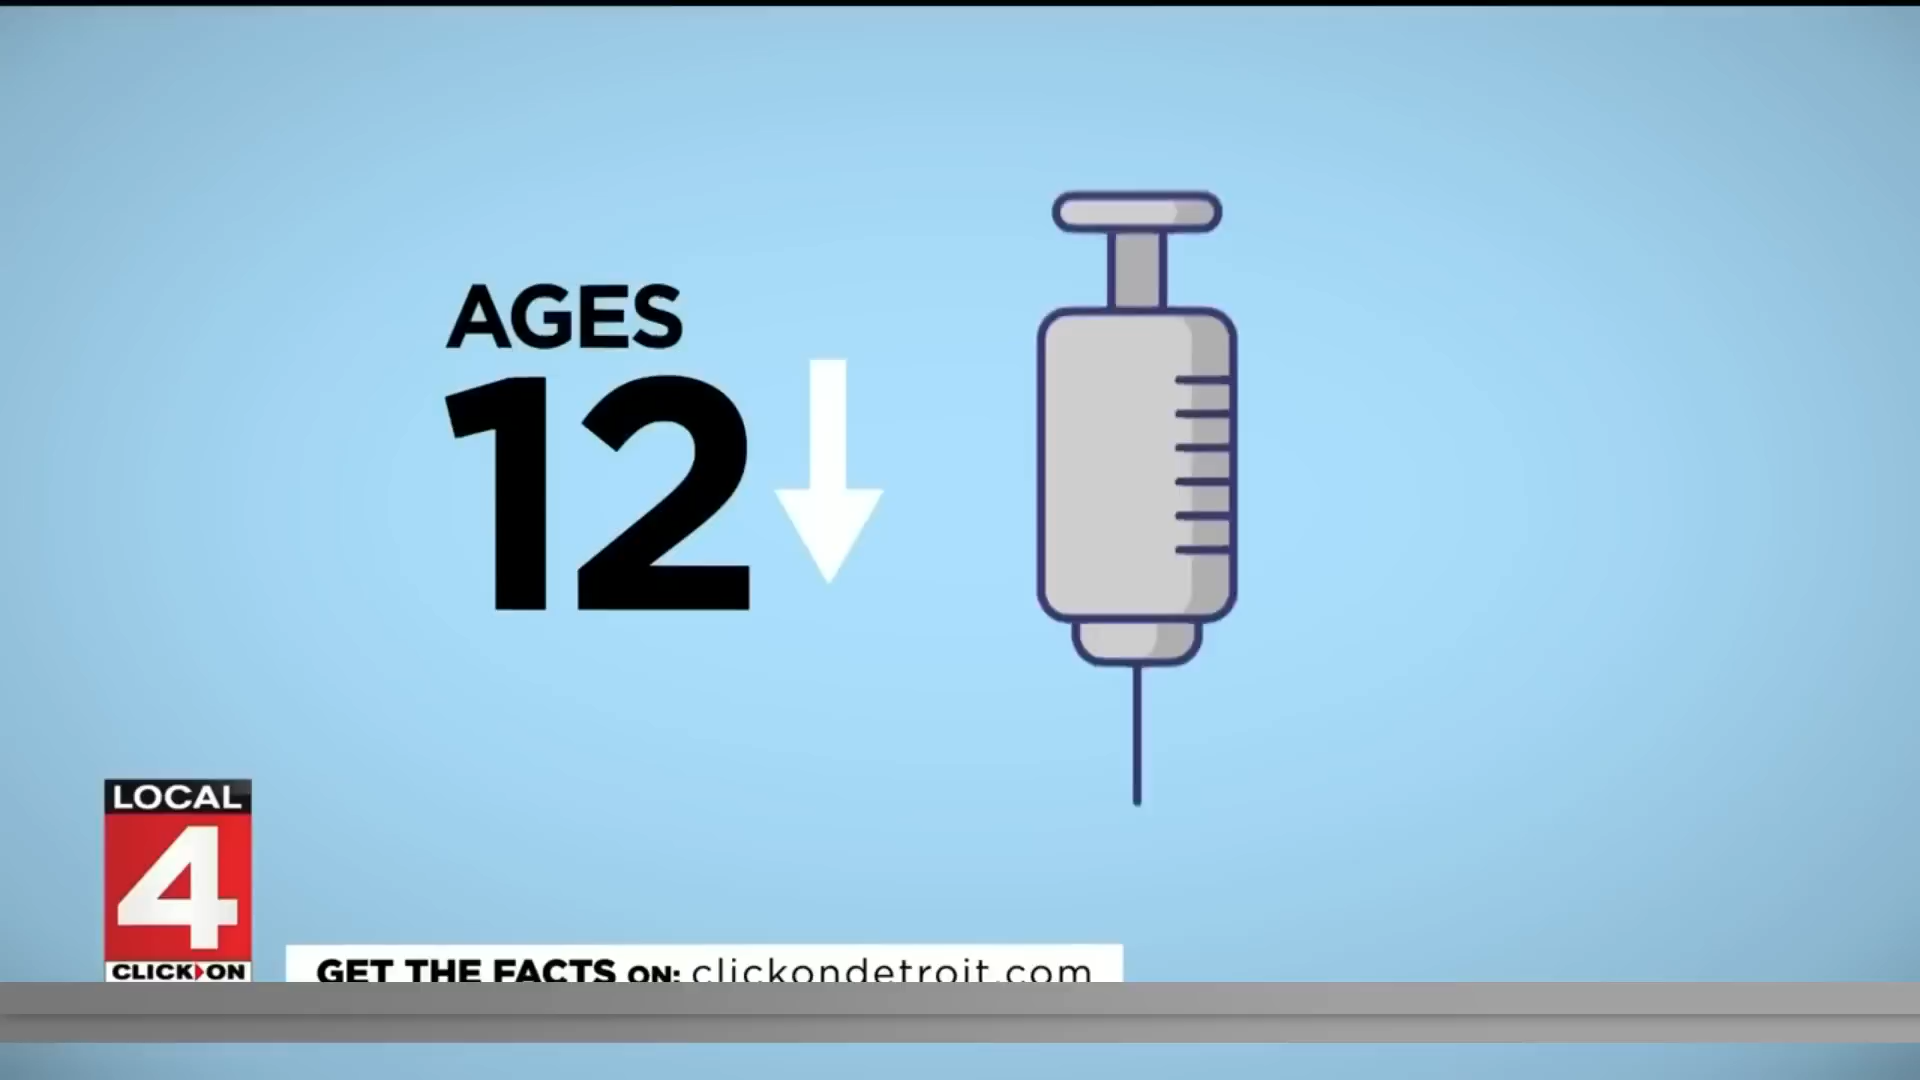 AGES
12
LOCAL
4
CLICK ON
GET THE FACTS ON: clickondetroit.com